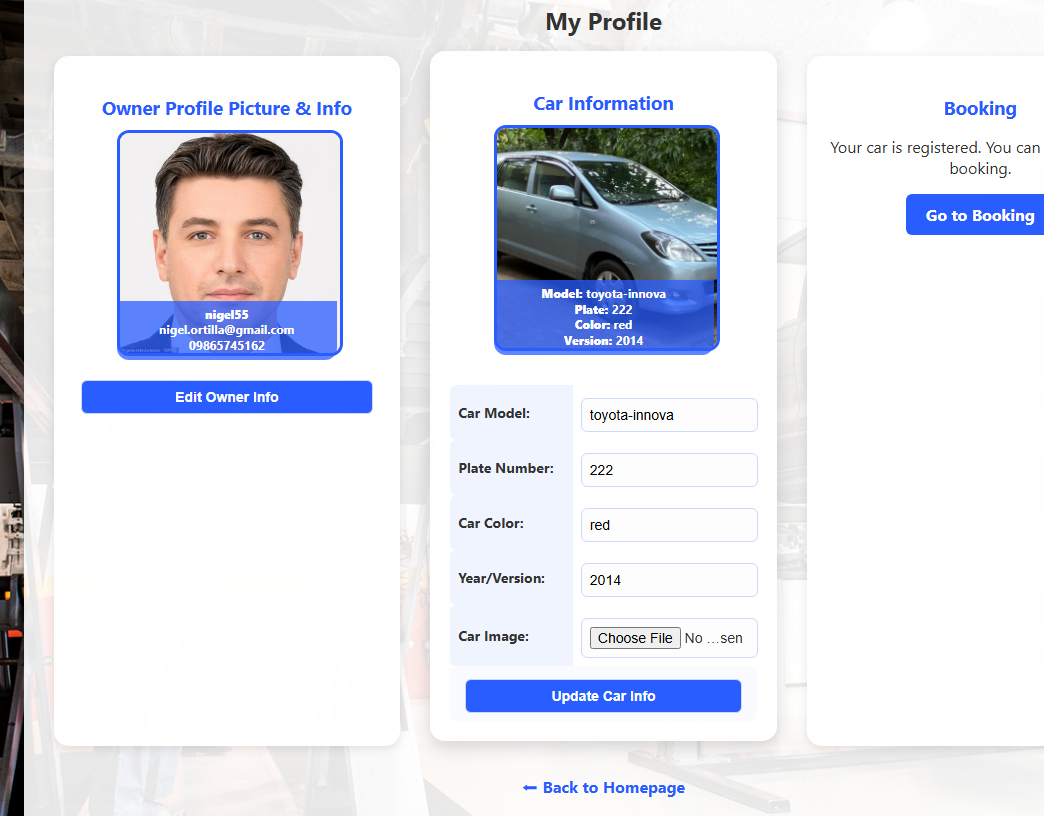 My Profile
Owner Profile Picture & Info
nigel55
nigel.ortilla@gmail.com
09865745162
Edit Owner Info
Car Information
Model: toyota-innova
Plate: 222
Color: red
Version: 2014
Car Model: toyota-innova
Plate Number: 222
Car Color: red
Year/Version: 2014
Car Image: Choose File No ...sen
Update Car Info
Booking
Your car is registered. You can
booking.
Go to Booking
← Back to Homepage